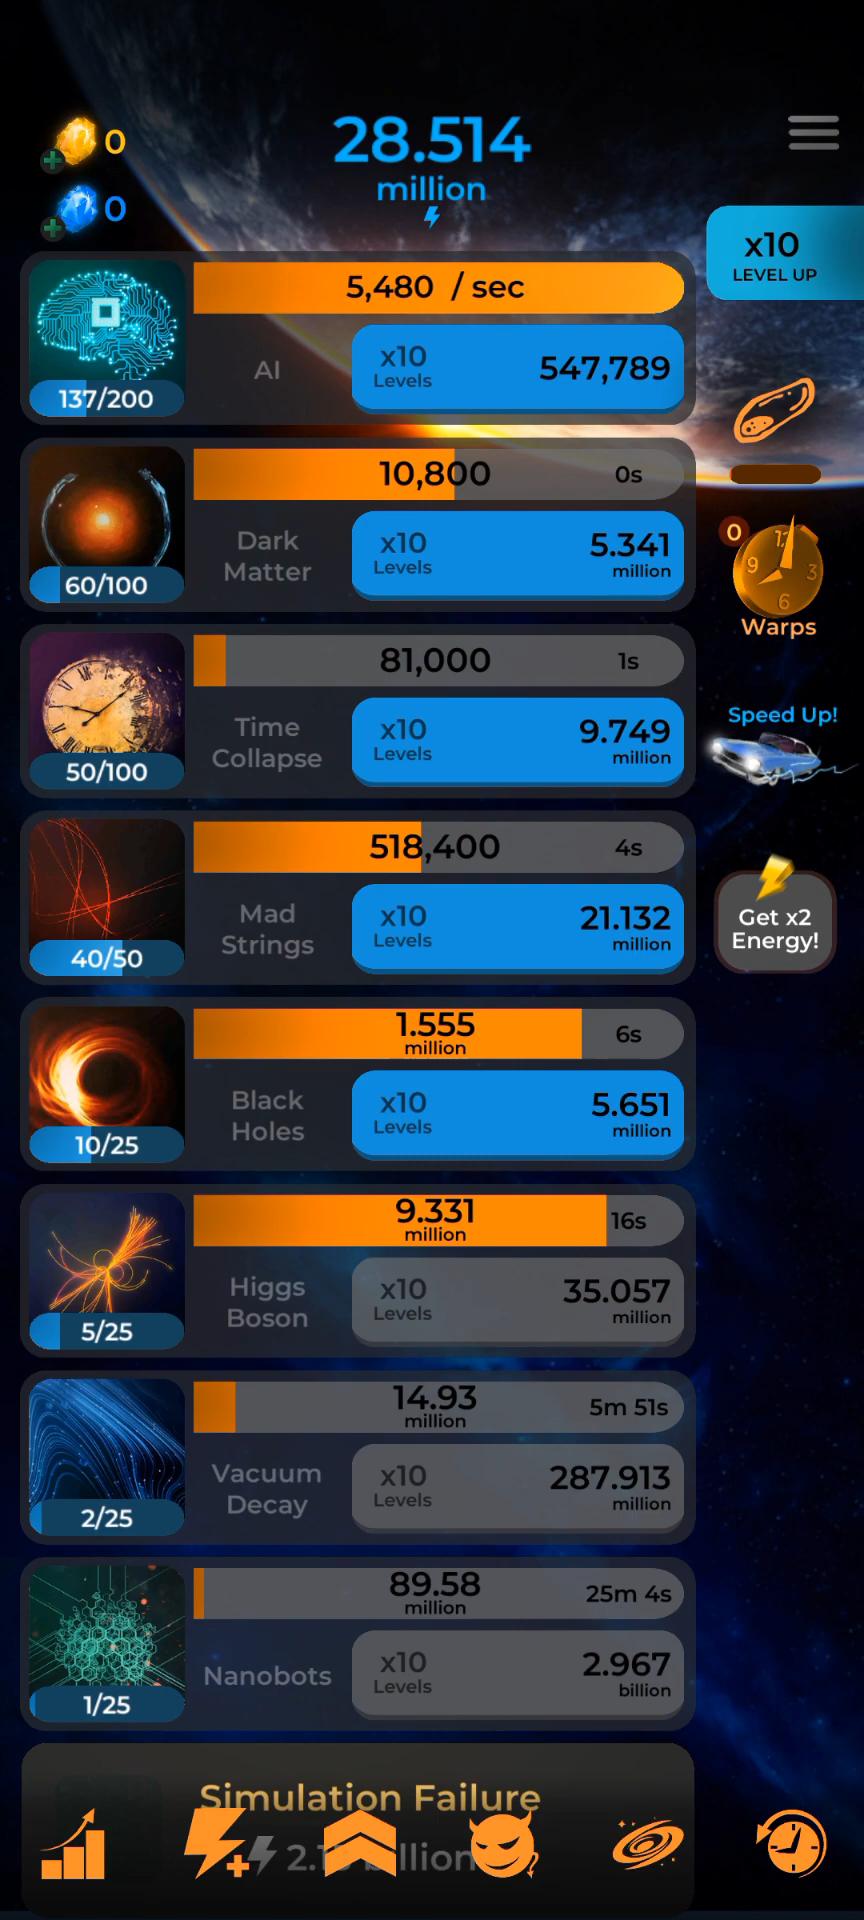 0
28.514
million
0
x10
LEVEL UP
5,480 / sec
AI
x10
Levels
547,789
137/200
10,800
0s
Dark
Matter
x10
Levels
5.341
million
60/100
0
12
9
3
6
Warps
81,000
1s
Time
Collapse
x10
Levels
9.749
million
50/100
Speed Up!
518,400
4s
Mad
Strings
x10
Levels
21.132
million
40/50
Get x2
Energy!
1.555
million
6s
Black
Holes
x10
Levels
5.651
million
10/25
9.331
million
16s
Higgs
Boson
x10
Levels
35.057
million
5/25
14.93
million
5m 51s
Vacuum
Decay
x10
Levels
287.913
million
2/25
89.58
million
25m 4s
Nanobots
x10
Levels
2.967
billion
1/25
Simulation Failure